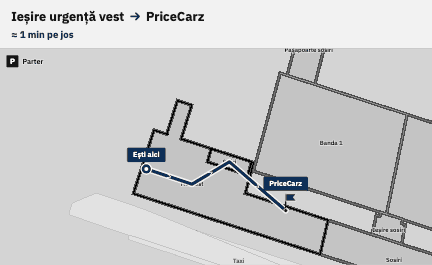 Ieșire urgență vest → PriceCarz
≈ 1 min pe jos
P Parter
Pașapoarte sosiri
Banda 1
Ești aici
PriceCarz
Ieșire sosiri
Sosiri
Taxi